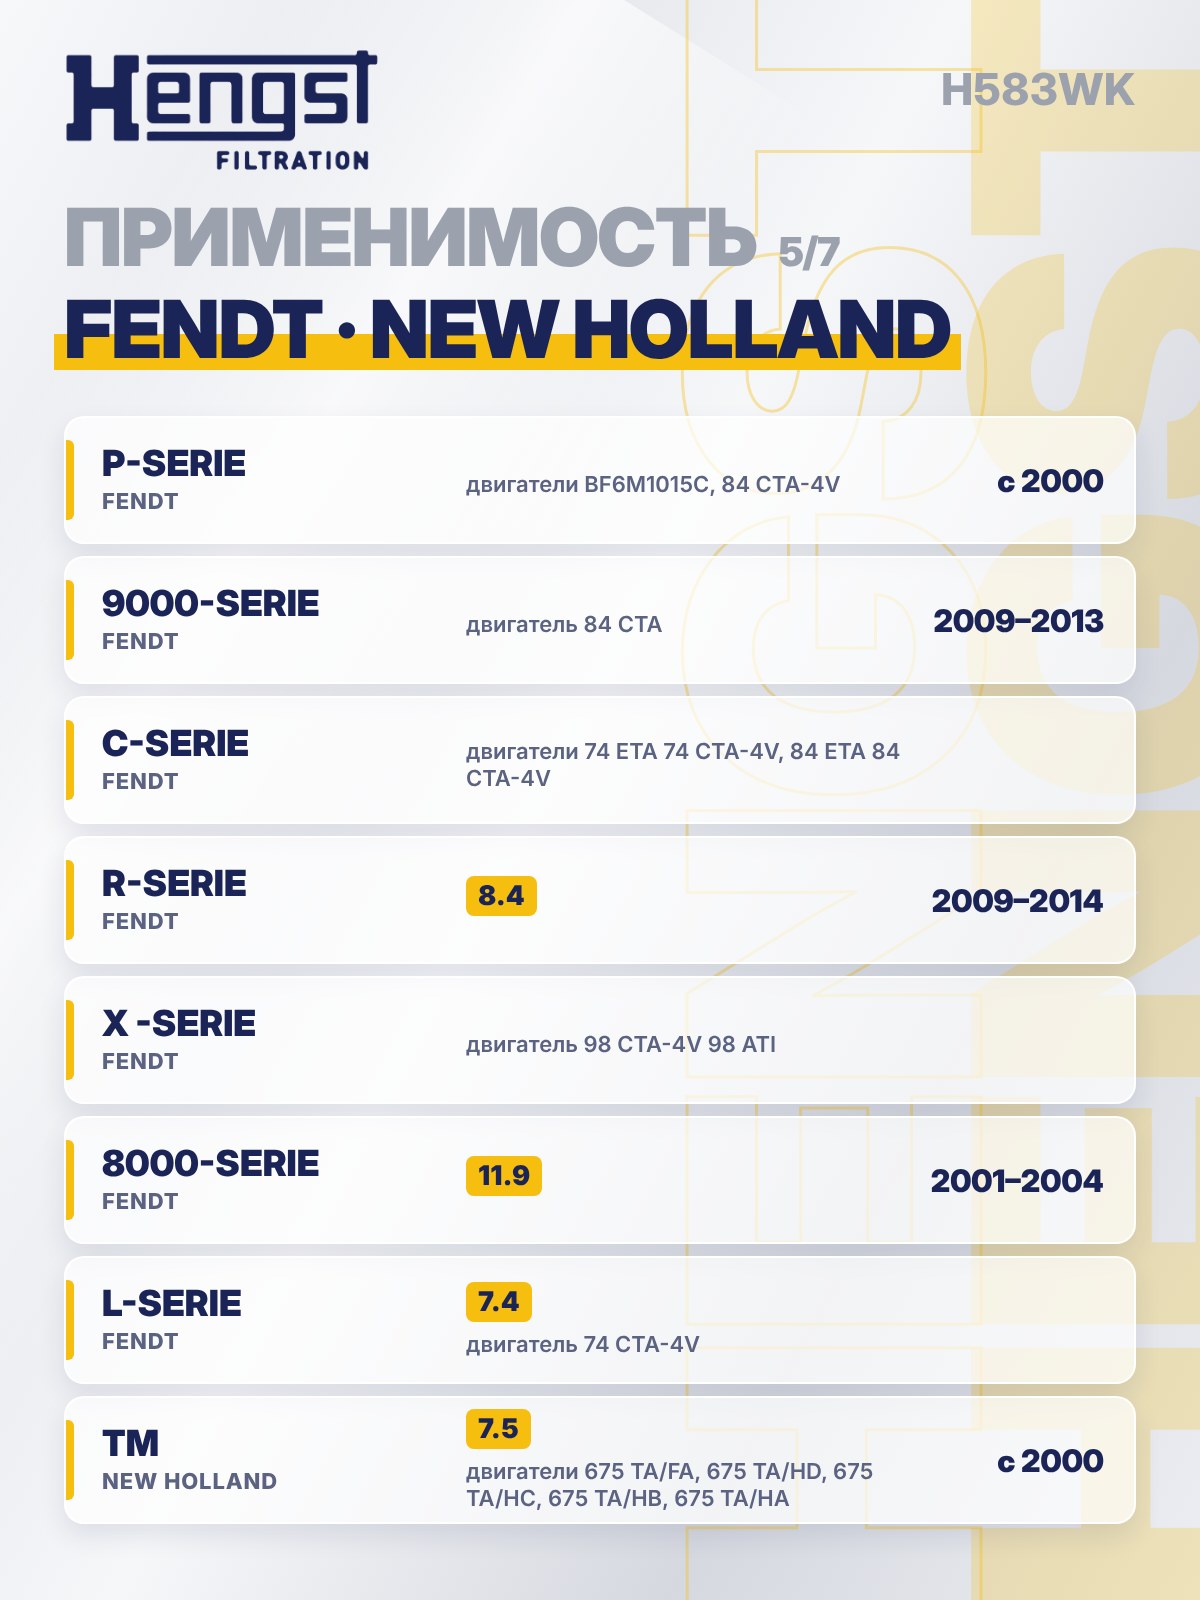 Hengst
FILTRATION
H583WK
ПРИМЕНИМОСТЬ 5/7
FENDT · NEW HOLLAND
P-SERIE
FENDT
двигатели BF6M1015C, 84 CTA-4V
с 2000
9000-SERIE
FENDT
двигатель 84 CTA
2009–2013
C-SERIE
FENDT
двигатели 74 ETA 74 CTA-4V, 84 ETA 84
CTA-4V
R-SERIE
FENDT
8.4
2009–2014
X -SERIE
FENDT
двигатель 98 CTA-4V 98 ATI
8000-SERIE
FENDT
11.9
2001–2004
L-SERIE
FENDT
7.4
двигатель 74 CTA-4V
TM
NEW HOLLAND
7.5
двигатели 675 TA/FA, 675 TA/HD, 675
TA/HC, 675 TA/HB, 675 TA/HA
с 2000
HENGST
HENGST